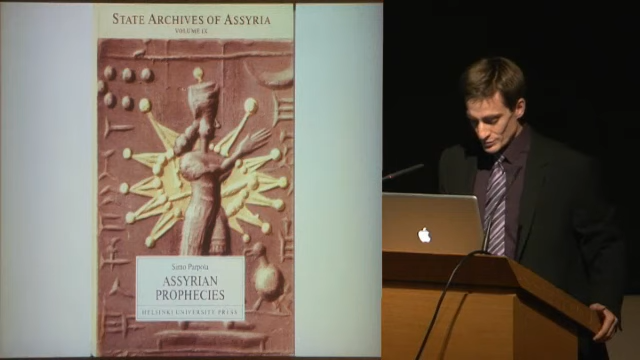 STATE ARCHIVES OF ASSYRIA
VOLUME IX
Simo Parpola
ASSYRIAN
PROPHECIES
HELSINKI UNIVERSITY PRESS